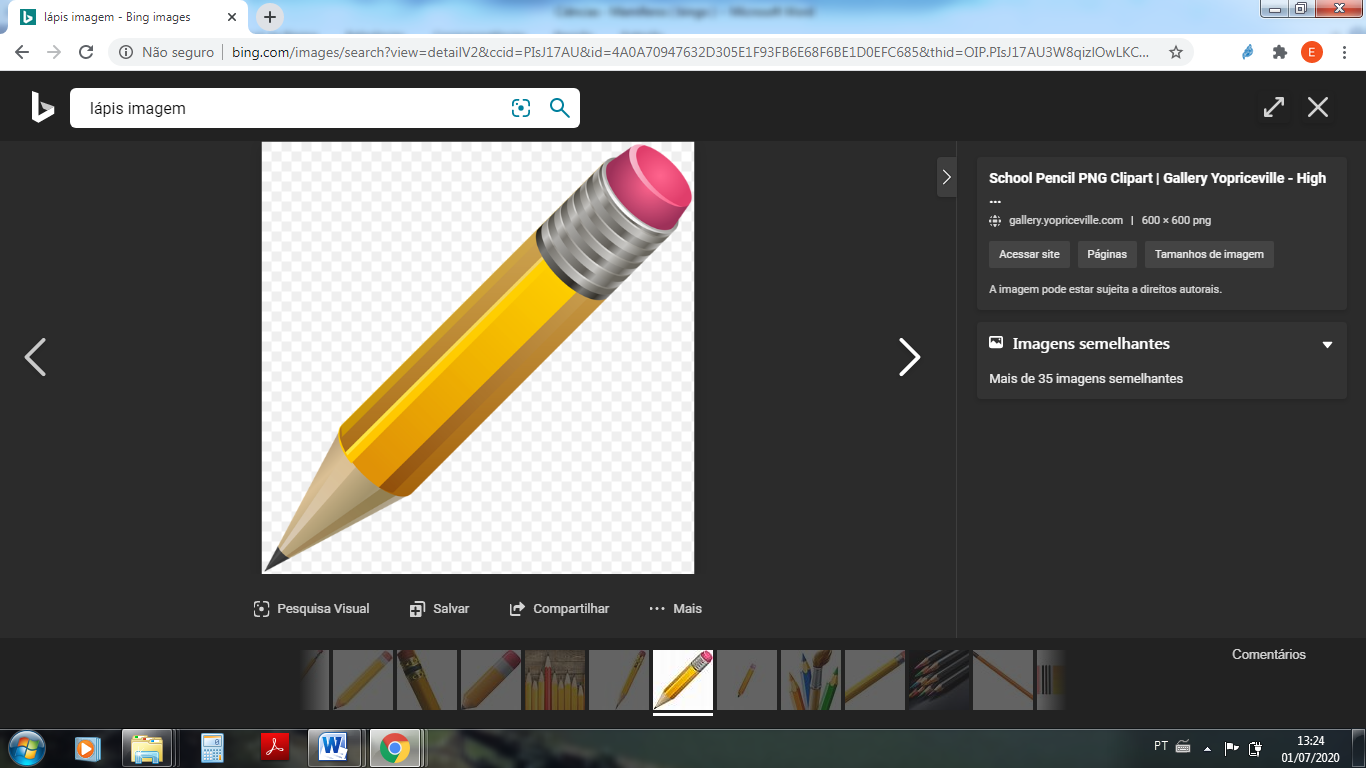 lápis imagem - Bing images
Não seguro | bing.com/images/search?view=detailV2&ccid=PIsJ17AU&id=4A0A70947632D305E1F93FB6E68F6BE1D0EFC685&thid=OIP.PIsJ17AU3W8qizIOwLKC...
E
lápis imagem
School Pencil PNG Clipart | Gallery Yopriceville - High
...
gallery.yopriceville.com | 600 × 600 png
Acessar site Páginas Tamanhos de imagem
A imagem pode estar sujeita a direitos autorais.
Imagens semelhantes
Mais de 35 imagens semelhantes
Pesquisa Visual Salvar Compartilhar Mais
Comentários
PT
13:24
01/07/2020